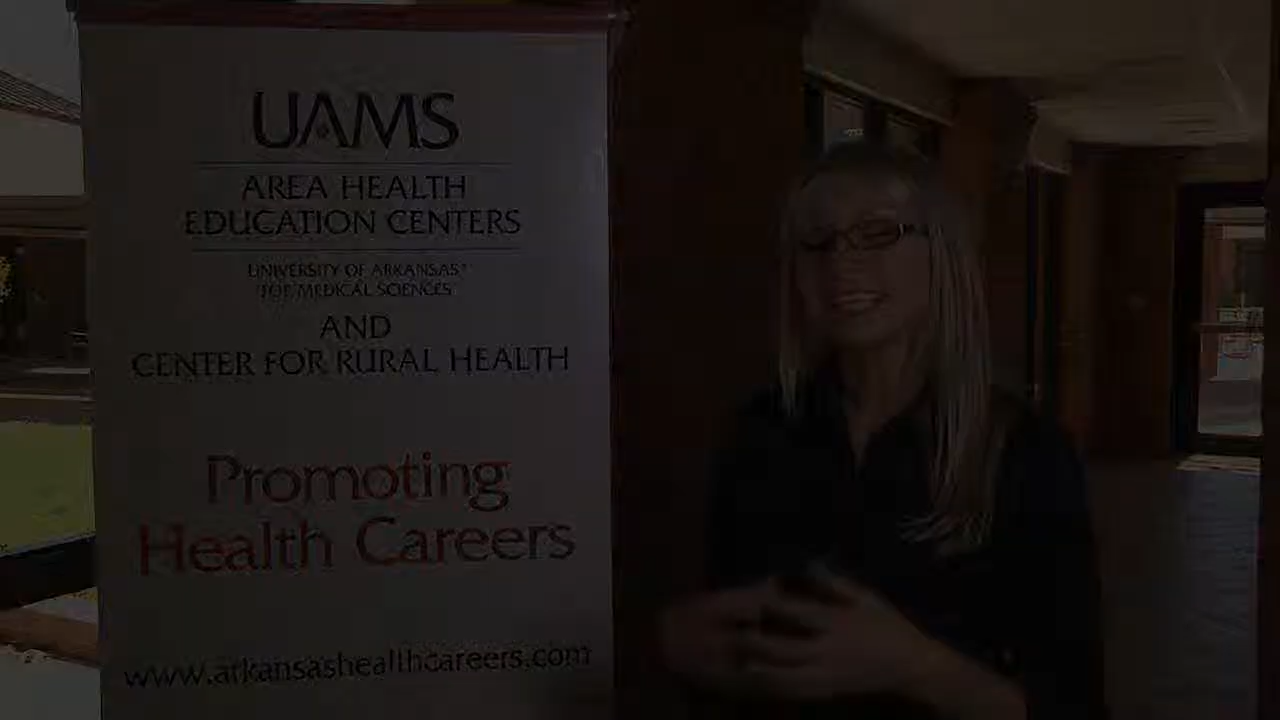 UAMS
AREA HEALTH
EDUCATION CENTERS
UNIVERSITY OF ARKANSAS
FOR MEDICAL SCIENCES
AND
CENTER FOR RURAL HEALTH
Promoting
Health Careers
www.arkansashealthcareers.com